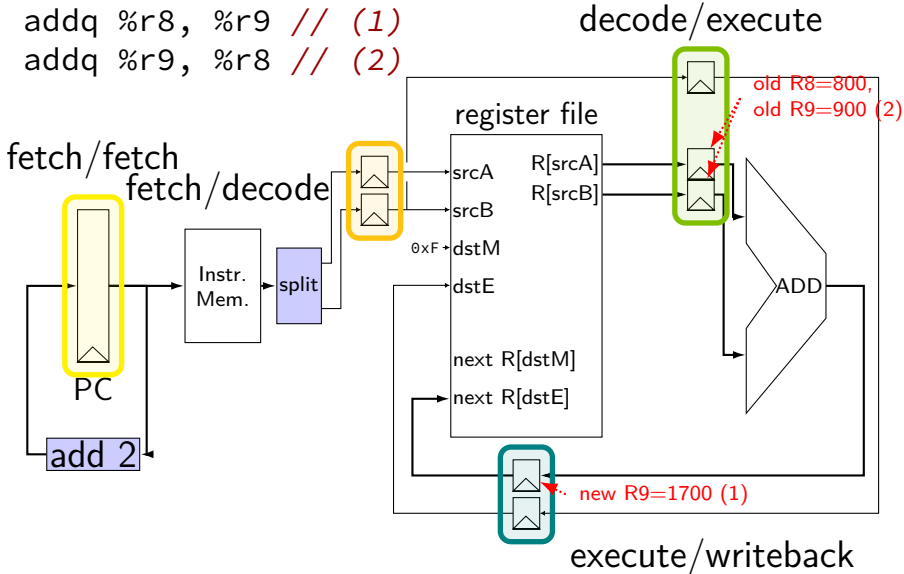 addq %r8, %r9 // (1)
addq %r9, %r8 // (2)
decode/execute
old R8=800,
old R9=900 (2)
register file
fetch/fetch
fetch/decode
srcA
R[srcA]
srcB
R[srcB]
0xF
dstM
dstE
Instr.
Mem.
split
ADD
next R[dstM]
next R[dstE]
PC
add 2
new R9=1700 (1)
execute/writeback